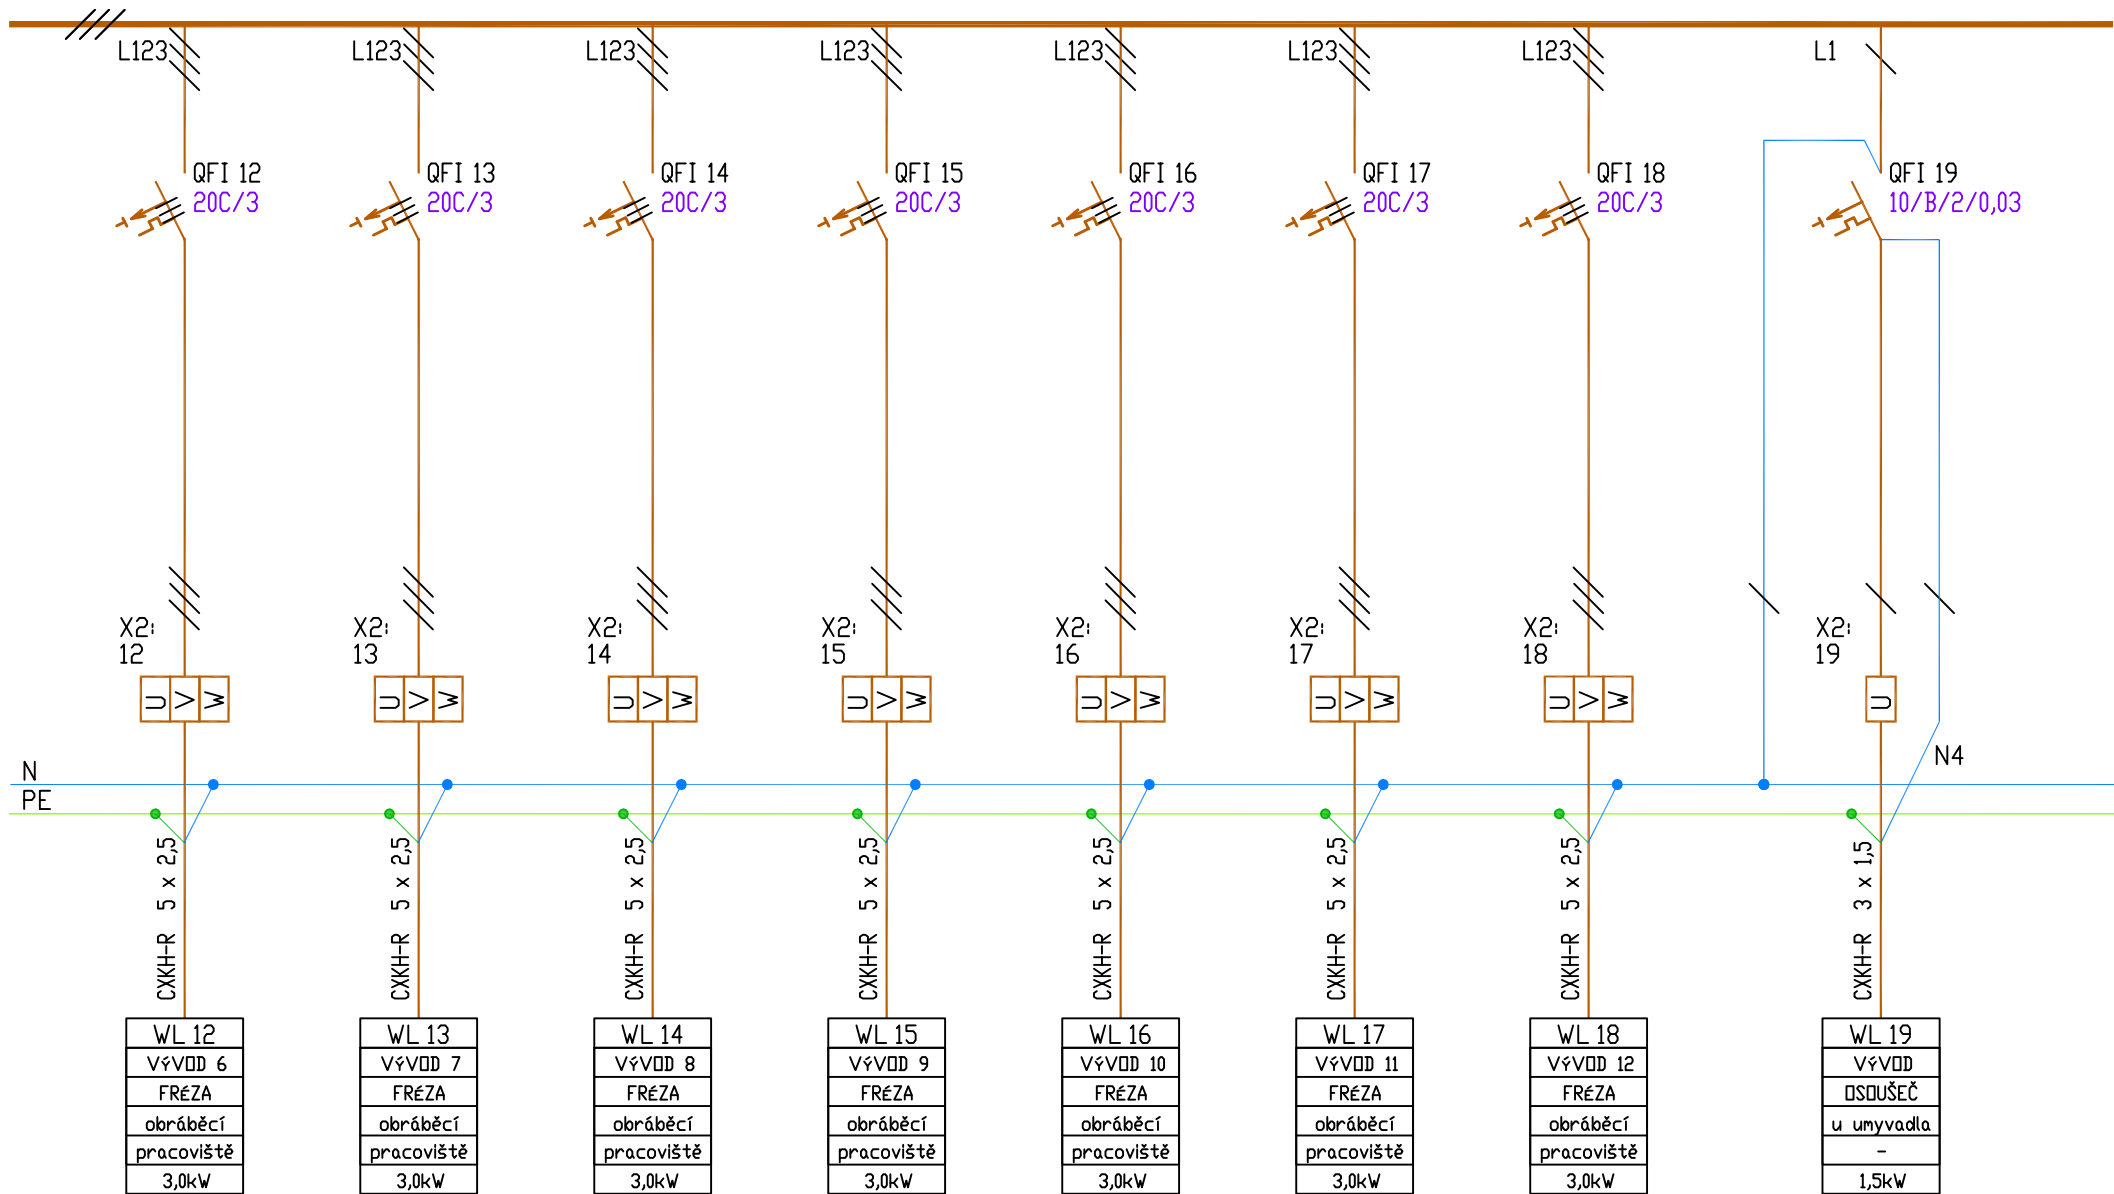 L123 L123 L123 L123 L123 L123 L123 L1
QFI 12 QFI 13 QFI 14 QFI 15 QFI 16 QFI 17 QFI 18 QFI 19
20C/3 20C/3 20C/3 20C/3 20C/3 20C/3 20C/3 10/B/2/0,03
X2: X2: X2: X2: X2: X2: X2: X2:
12 13 14 15 16 17 18 19
U V W U V W U V W U V W U V W U V W U V W U
N4
N
PE
CXKH-R 5 x 2,5 CXKH-R 5 x 2,5 CXKH-R 5 x 2,5 CXKH-R 5 x 2,5 CXKH-R 5 x 2,5 CXKH-R 5 x 2,5 CXKH-R 5 x 2,5 CXKH-R 3 x 1,5
WL 12 WL 13 WL 14 WL 15 WL 16 WL 17 WL 18 WL 19
VÝVOD 6 VÝVOD 7 VÝVOD 8 VÝVOD 9 VÝVOD 10 VÝVOD 11 VÝVOD 12 VÝVOD
FRÉZA FRÉZA FRÉZA FRÉZA FRÉZA FRÉZA FRÉZA OSOUŠEČ
obráběcí obráběcí obráběcí obráběcí obráběcí obráběcí obráběcí u umyvadla
pracoviště pracoviště pracoviště pracoviště pracoviště pracoviště pracoviště -
3,0kW 3,0kW 3,0kW 3,0kW 3,0kW 3,0kW 3,0kW 1,5kW